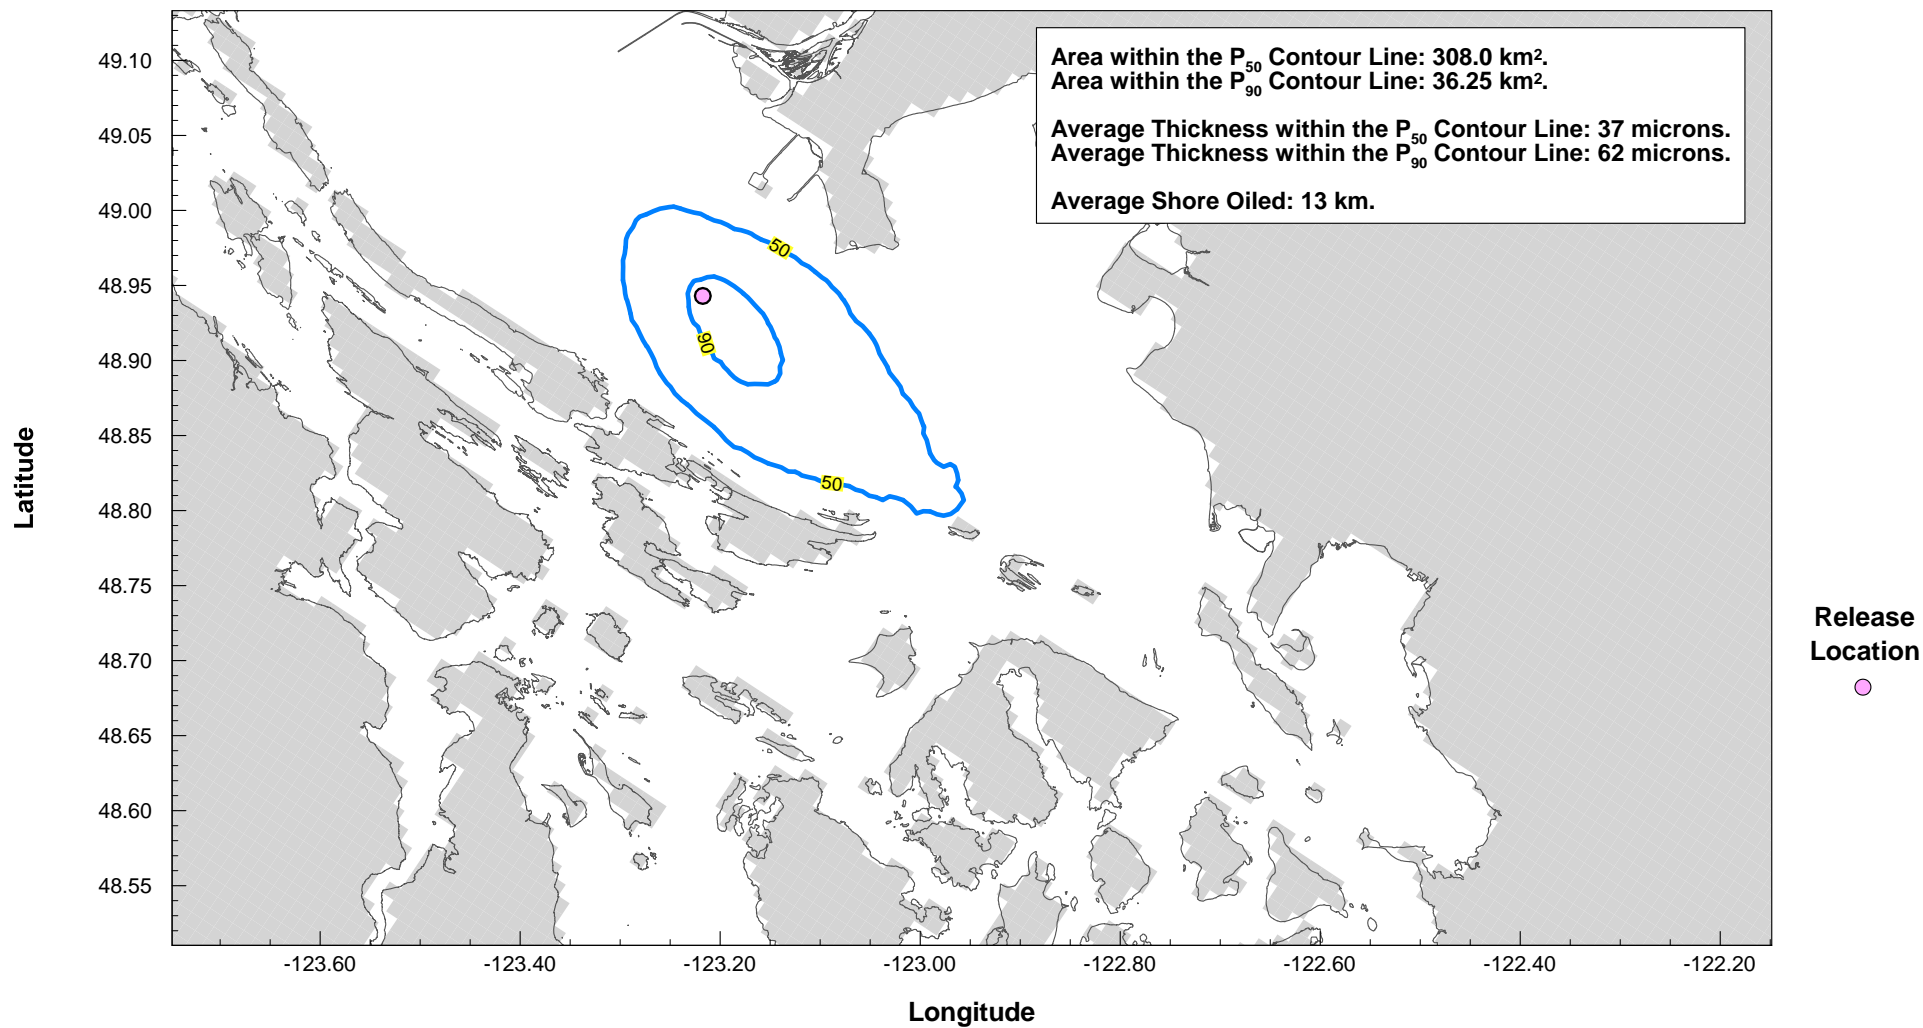 Area within the P50 Contour Line: 308.0 km².
Area within the P90 Contour Line: 36.25 km².
Average Thickness within the P50 Contour Line: 37 microns.
Average Thickness within the P90 Contour Line: 62 microns.
Average Shore Oiled: 13 km.
49.10
49.05
49.00
48.95
48.90
48.85
48.80
48.75
48.70
48.65
48.60
48.55
Latitude
50
90
50
Release
Location
-123.60
-123.40
-123.20
-123.00
-122.80
-122.60
-122.40
-122.20
Longitude